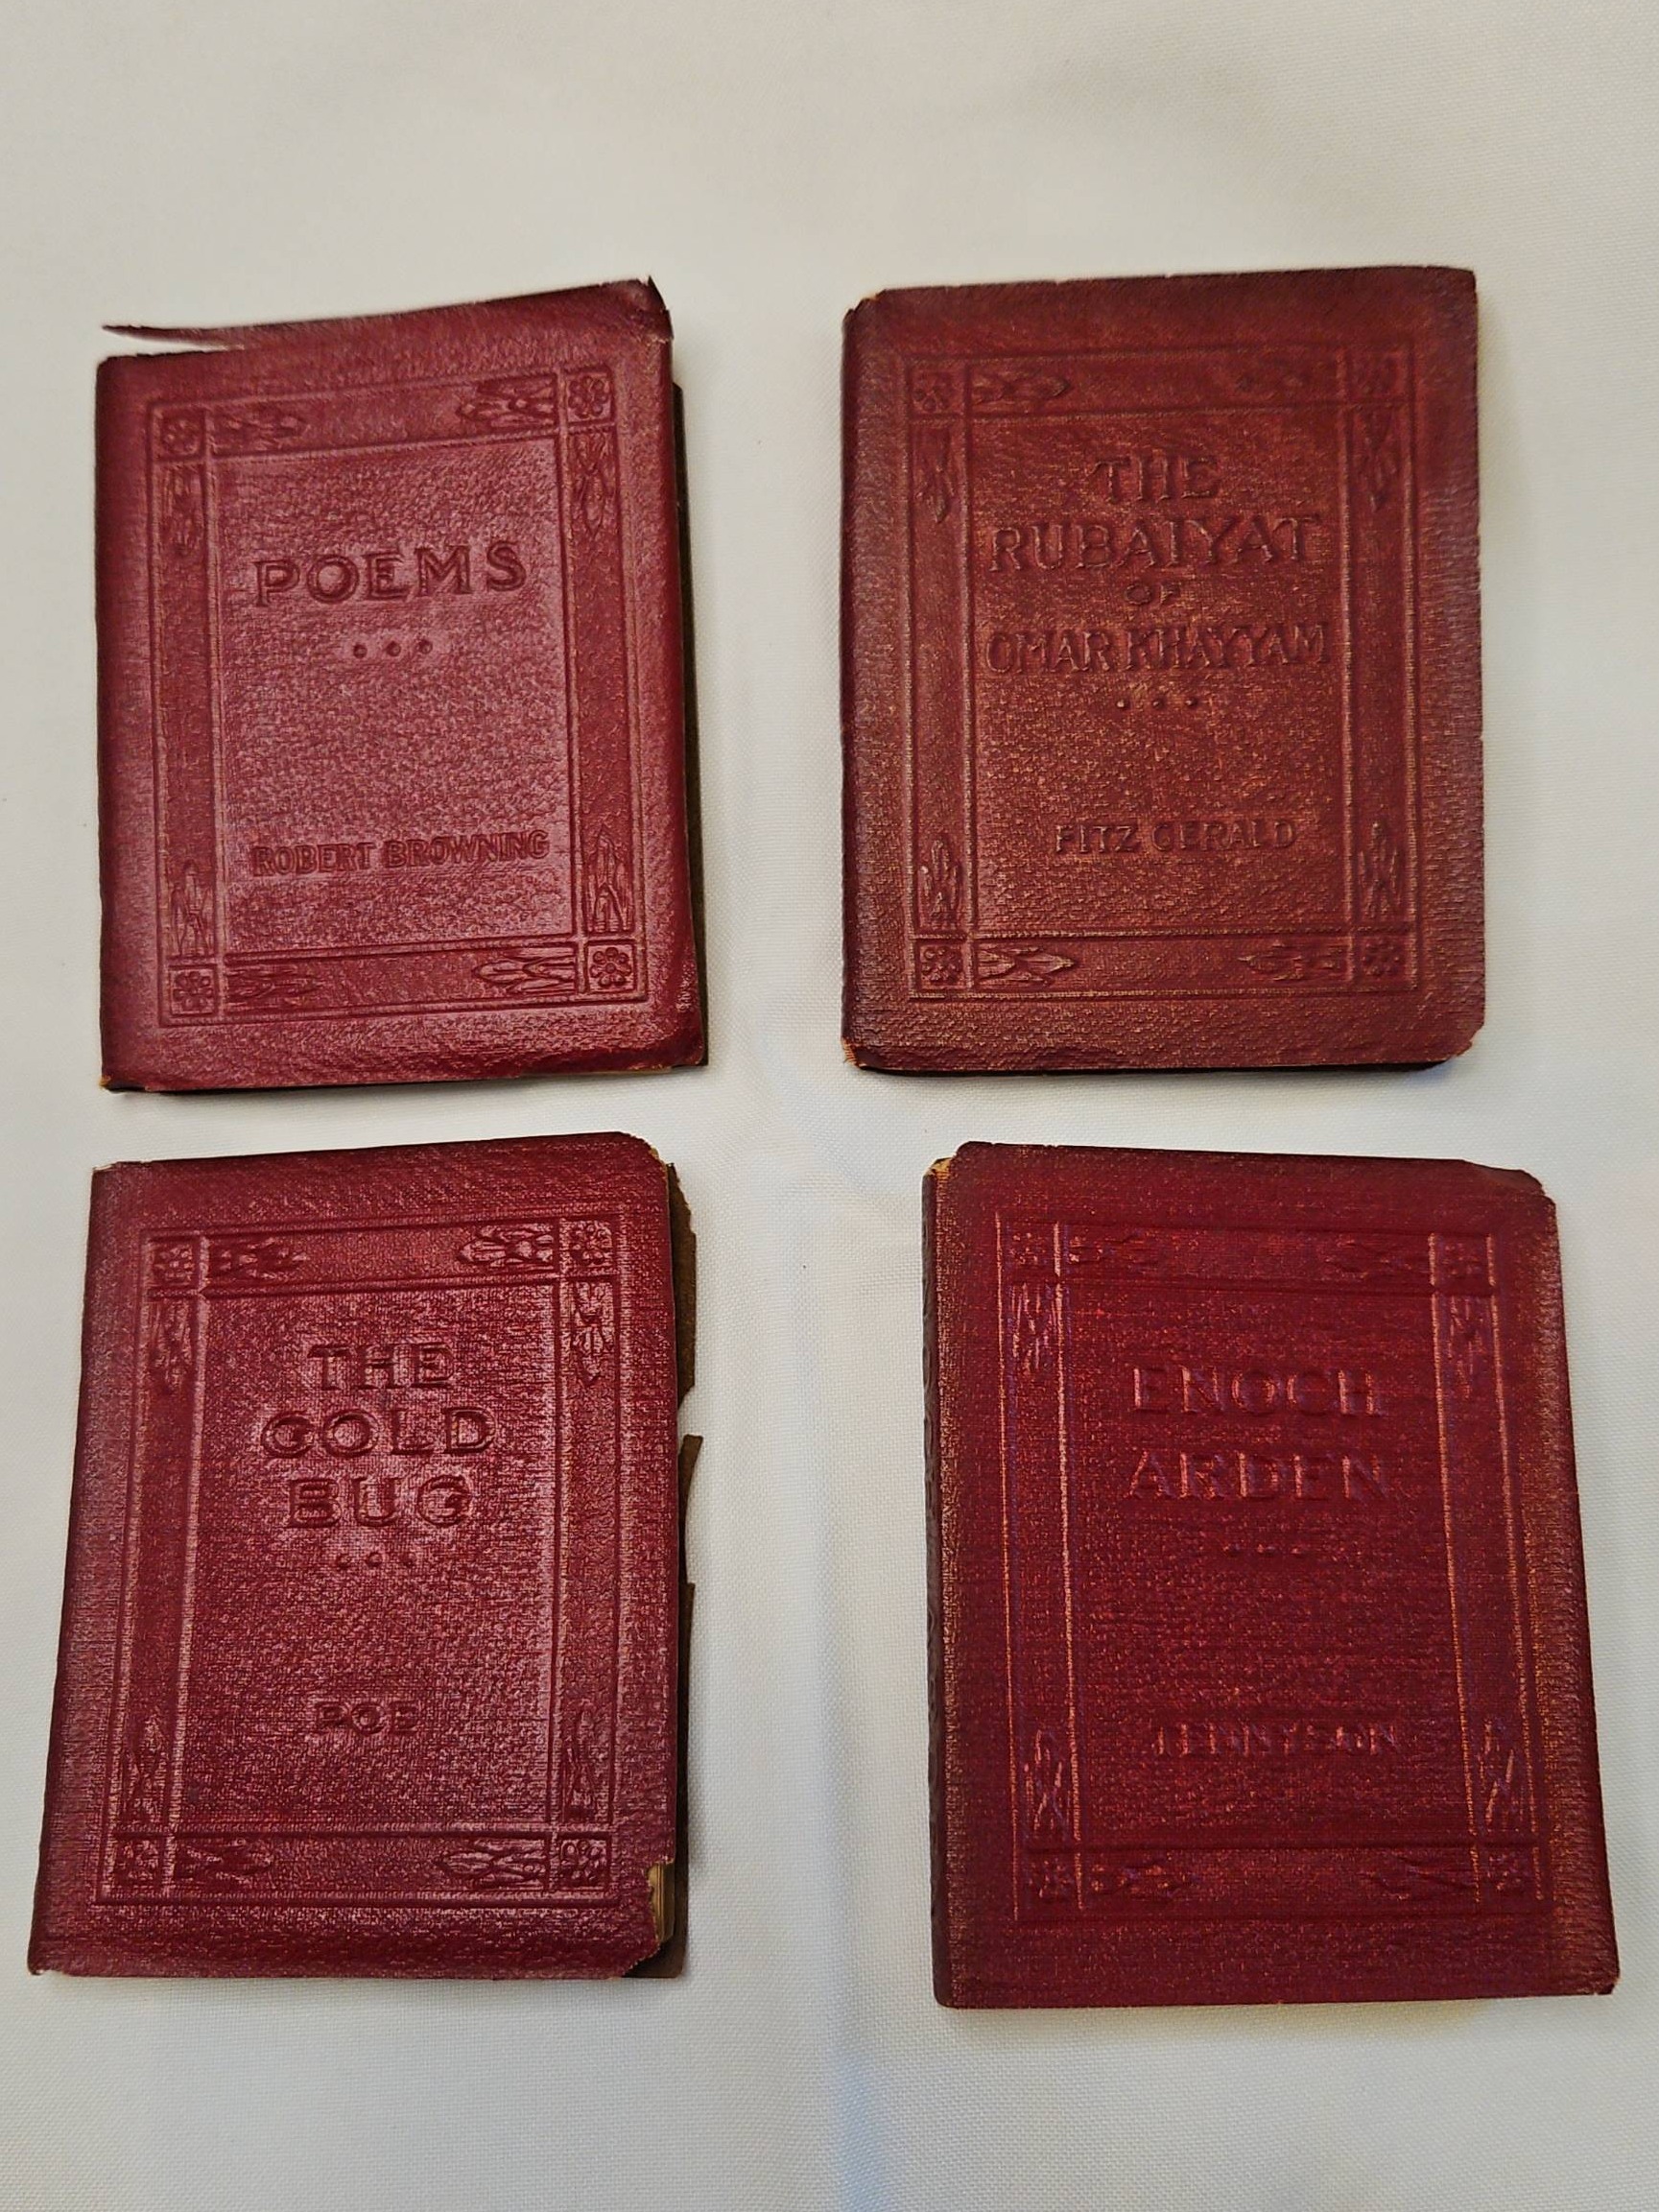 POEMS
ROBERT BROWNING
THE
RUBAIYAT
OF
OMAR KHAYYAM
FITZ GERALD
THE
GOLD
BUG
POE
ENOCH
ARDEN
TENNYSON